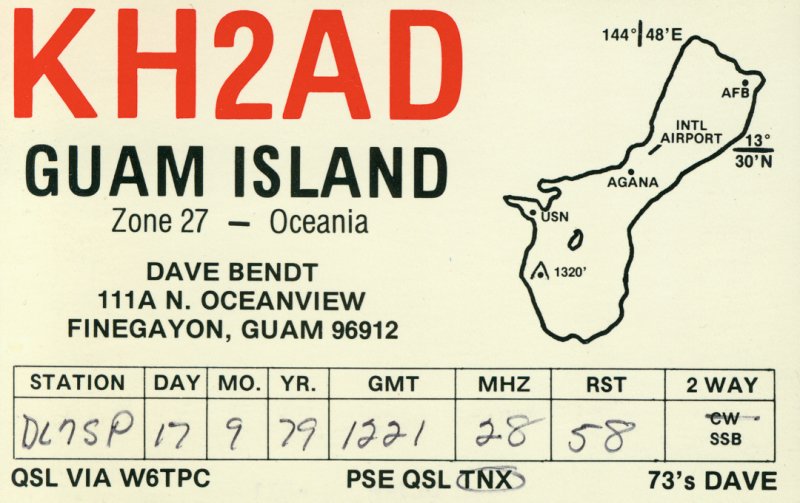 KH2AD
GUAM ISLAND
Zone 27 – Oceania
DAVE BENDT
111A N. OCEANVIEW
FINEGAYON, GUAM 96912
144° 48'E
AFB
INTL
AIRPORT
13°
30'N
AGANA
USN
1320'
STATION DAY MO. YR. GMT MHZ RST 2 WAY
DL7SP 17 9 79 1221 28 58 CW
SSB
QSL VIA W6TPC PSE QSL TNX 73's DAVE